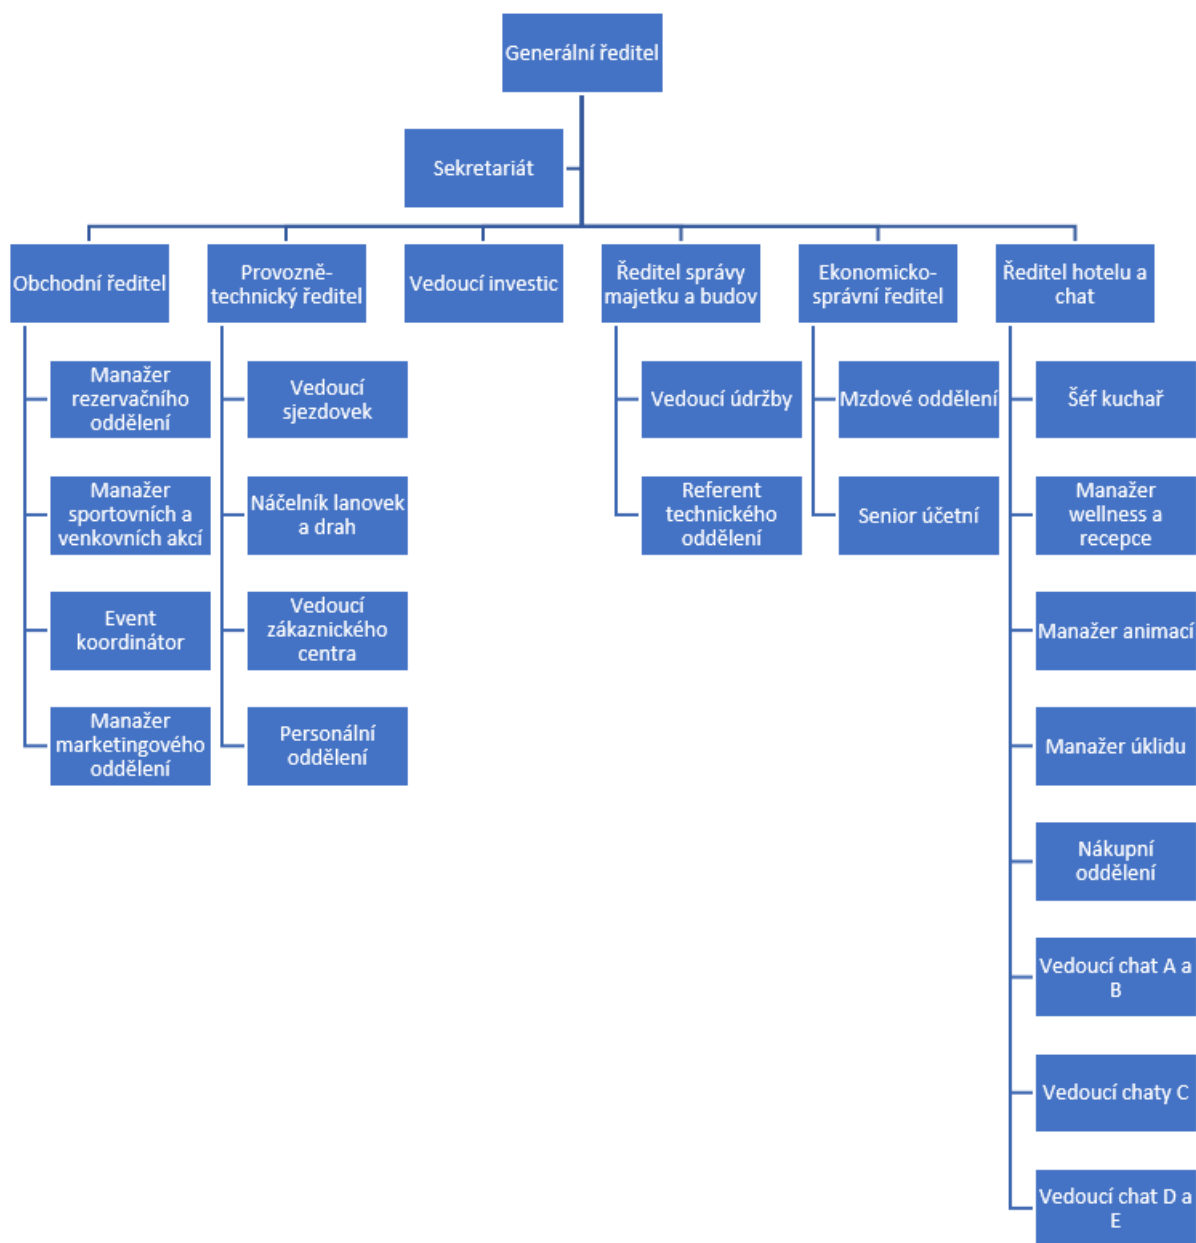 Generální ředitel
Sekretariát
Obchodní ředitel
Provozně-
technický ředitel
Vedoucí investic
Ředitel správy
majetku a budov
Ekonomicko-
správní ředitel
Ředitel hotelu a
chat
Manažer
rezervačního
oddělení
Manažer
sportovních a
venkovních akcí
Event
koordinátor
Manažer
marketingového
oddělení
Vedoucí
sjezdovek
Náčelník lanovek
a drah
Vedoucí
zákaznického
centra
Personální
oddělení
Vedoucí údržby
Referent
technického
oddělení
Mzdové oddělení
Senior účetní
Šéf kuchař
Manažer
wellness a
recepce
Manažer animací
Manažer úklidu
Nákupní
oddělení
Vedoucí chat A a
B
Vedoucí chaty C
Vedoucí chat D a
E